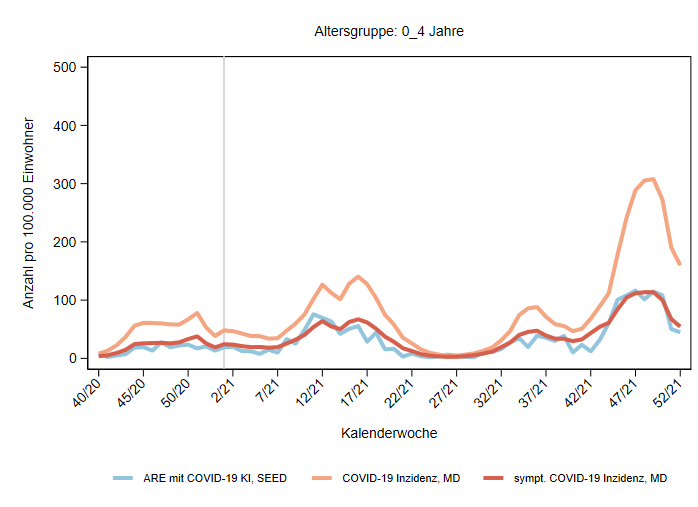 Altersgruppe: 0_4 Jahre
Anzahl pro 100.000 Einwohner
500
400
300
200
100
0
40/20 45/20 50/20 2/21 7/21 12/21 17/21 22/21 27/21 32/21 37/21 42/21 47/21 52/21
Kalenderwoche
ARE mit COVID-19 KI, SEED COVID-19 Inzidenz, MD sympt. COVID-19 Inzidenz, MD